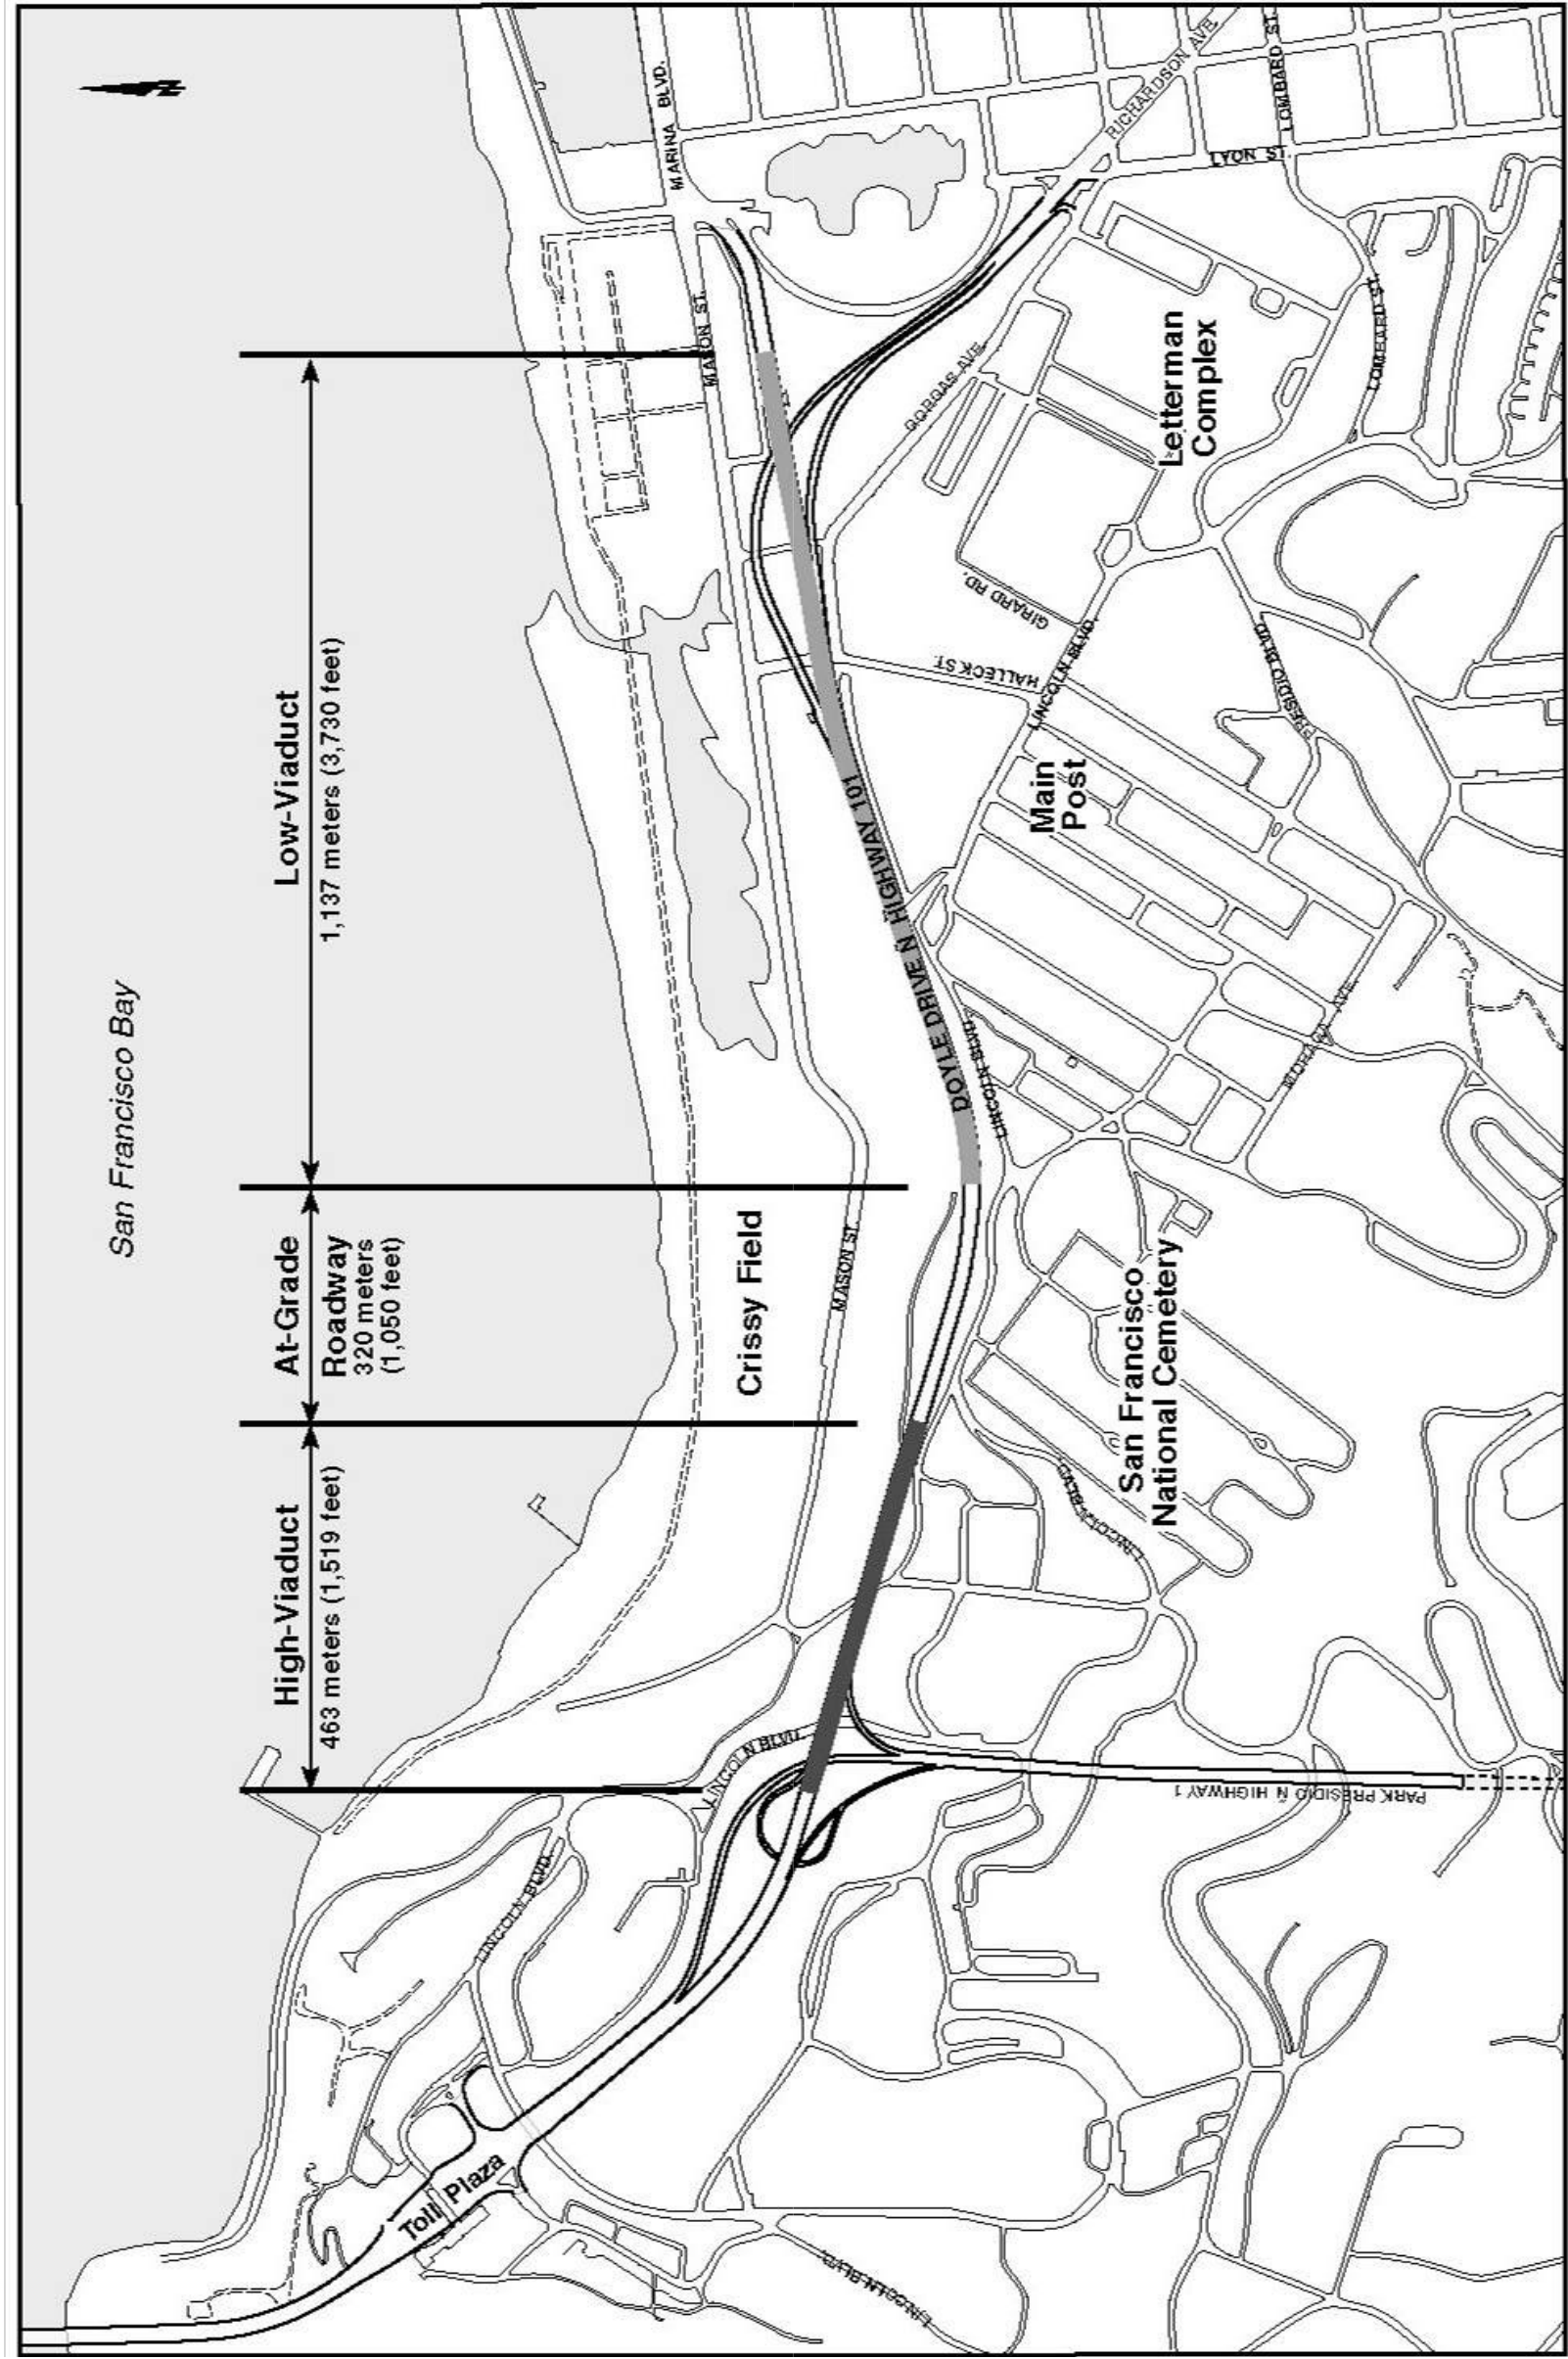 San Francisco Bay
High-Viaduct
463 meters (1,519 feet)
At-Grade
Roadway
320 meters
(1,050 feet)
Low-Viaduct
1,137 meters (3,730 feet)
N
Toll Plaza
LINCOLN BLVD.
LINCOLN BLVD.
LINCOLN BLVD.
PARK PRESIDIO N HIGHWAY 1
Crissy Field
MASON ST.
LINCOLN BLVD.
San Francisco
National Cemetery
DOYLE DRIVE N HIGHWAY 101
LINCOLN BLVD.
MORAGA AVE.
Main
Post
HALLECK ST.
LINCOLN BLVD.
GIRARD RD.
PRESIDIO BLVD.
MASON ST.
MARINA BLVD.
GORGAS AVE.
Letterman
Complex
RICHARDSON AVE
LYON ST.
LOMBARD ST.
LOMBARD ST.